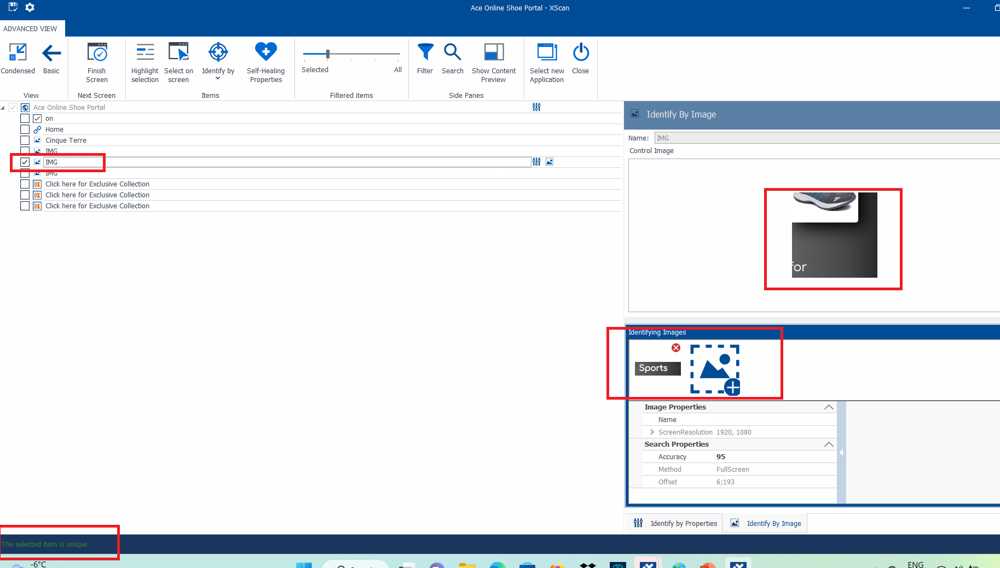 Ace Online Shoe Portal - XScan
ADVANCED VIEW
Condensed
Basic
View
Finish
Screen
Next Screen
Highlight
selection
Select on
screen
Identify by
Self-Healing
Properties
Items
Selected
All
Filtered items
Filter
Search
Show Content
Preview
Side Panes
Select new
Application
Close
Ace Online Shoe Portal
on
Home
Cinque Terre
IMG
IMG
IMG
OK Click here for Exclusive Collection
OK Click here for Exclusive Collection
OK Click here for Exclusive Collection
Identify By Image
Name: IMG
Control Image
for
Identifying Images
Sports
Image Properties
Name
ScreenResolution 1920, 1080
Search Properties
Accuracy 95
Method FullScreen
Offset 6;193
Identify by Properties
Identify By Image
The selected item is unique.
-6°C
ENG